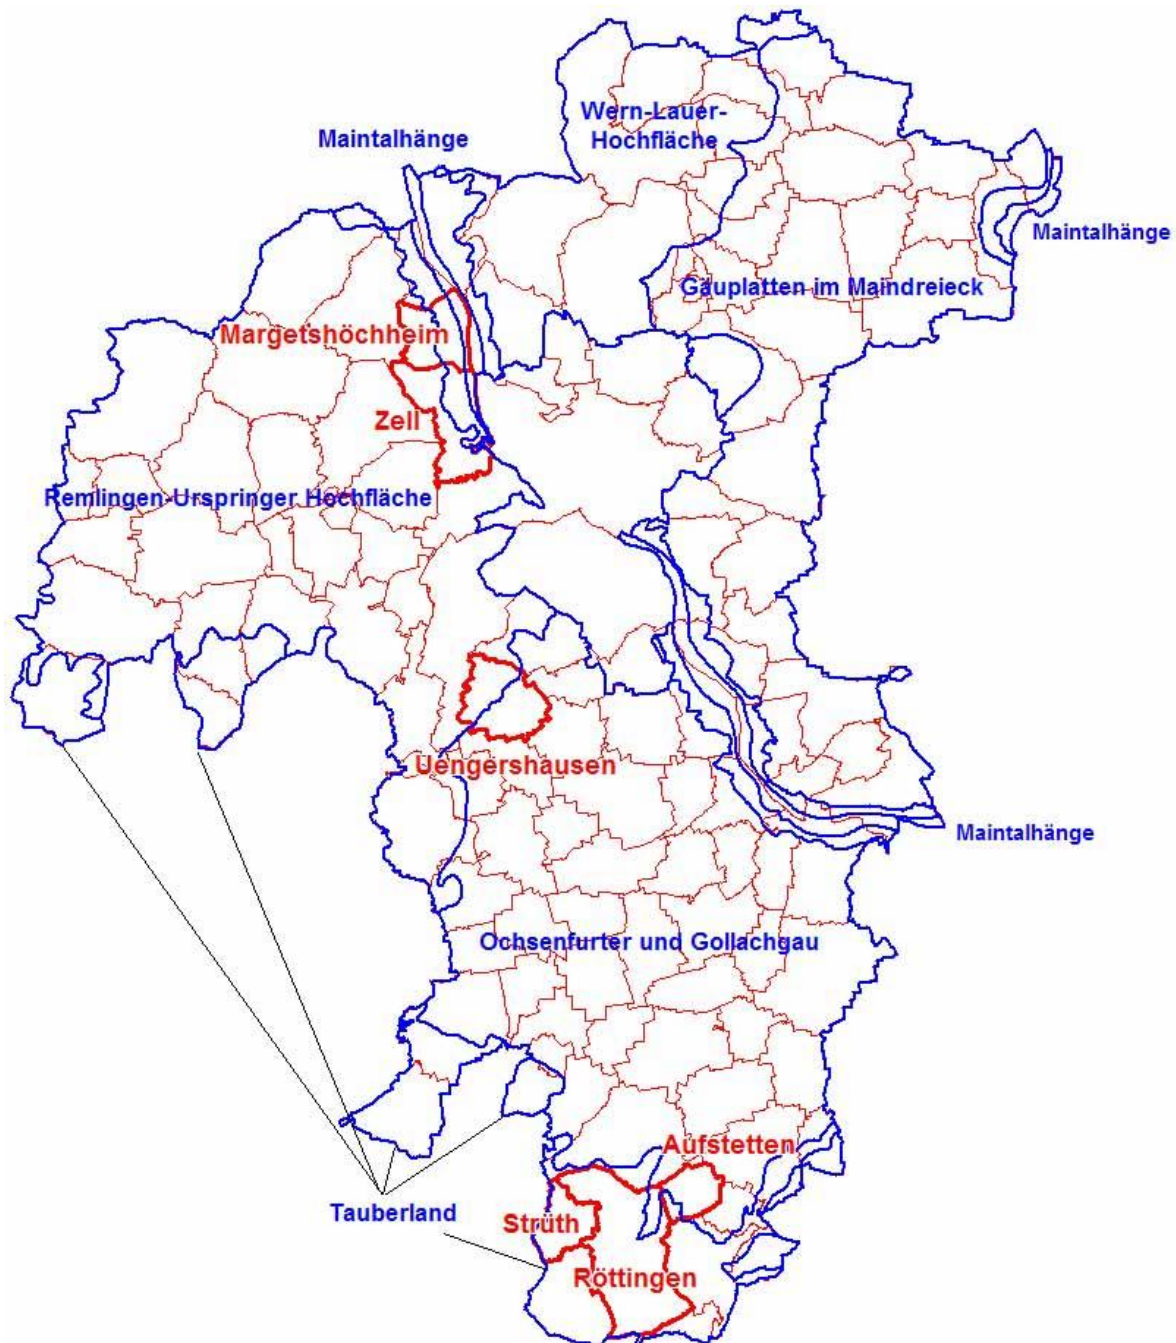 Wern-Lauer-
Hochfläche
Maintalhänge
Maintalhänge
Gäuplatten im Maindreieck
Margetshöchheim
Zell
Remlingen-Urspringer Hochfläche
Uengershausen
Maintalhänge
Ochsenfurter und Gollachgau
Aufstetten
Tauberland
Strüth
Röttingen